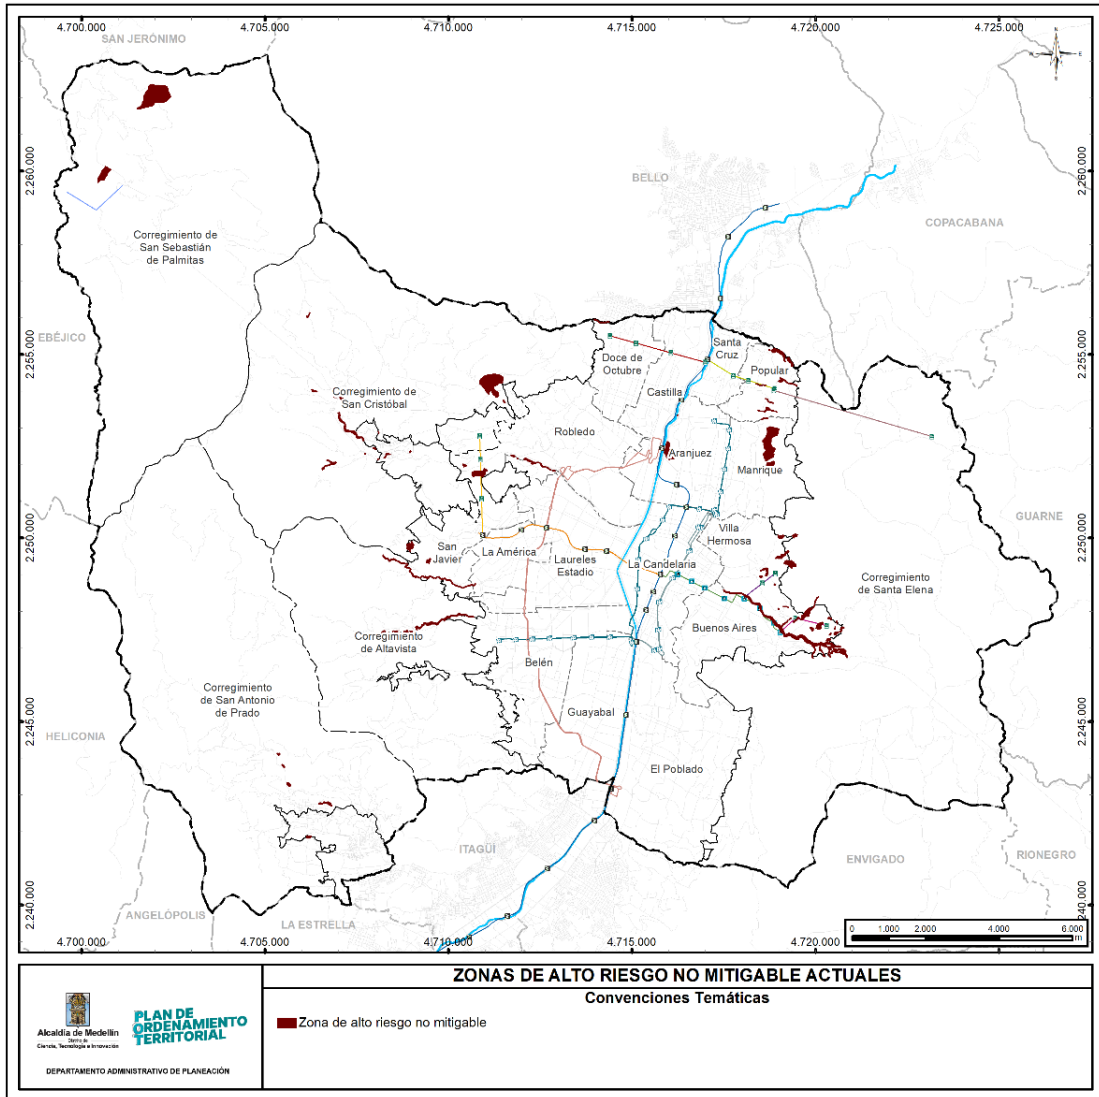 4.700.000 4.705.000 4.710.000 4.715.000 4.720.000 4.725.000
SAN JERÓNIMO
2.260.000 2.260.000
BELLO
COPACABANA
Corregimiento de
San Sebastián
de Palmitas
EBÉJICO
2.255.000 2.255.000
Santa
Cruz
Doce de
Octubre
Popular
Castilla
Corregimiento de
San Cristóbal
Robledo
Aranjuez
Manrique
GUARNE
2.250.000 2.250.000
Villa
Hermosa
San
Javier
La América
Laureles
Estadio
La Candelaria
Corregimiento
de Santa Elena
Buenos Aires
Corregimiento
de Altavista
Belén
Corregimiento
de San Antonio
de Prado
Guayabal
2.245.000 2.245.000
HELICONIA
El Poblado
ITAGÜÍ
ENVIGADO
RIONEGRO
2.240.000 2.240.000
ANGELÓPOLIS
LA ESTRELLA
0 1.000 2.000 4.000 6.000
m
4.700.000 4.705.000 4.710.000 4.715.000 4.720.000
ZONAS DE ALTO RIESGO NO MITIGABLE ACTUALES
Convenciones Temáticas
Zona de alto riesgo no mitigable
Alcaldía de Medellín
Distrito de
Ciencia, Tecnología e Innovación
PLAN DE
ORDENAMIENTO
TERRITORIAL
DEPARTAMENTO ADMINISTRATIVO DE PLANEACIÓN